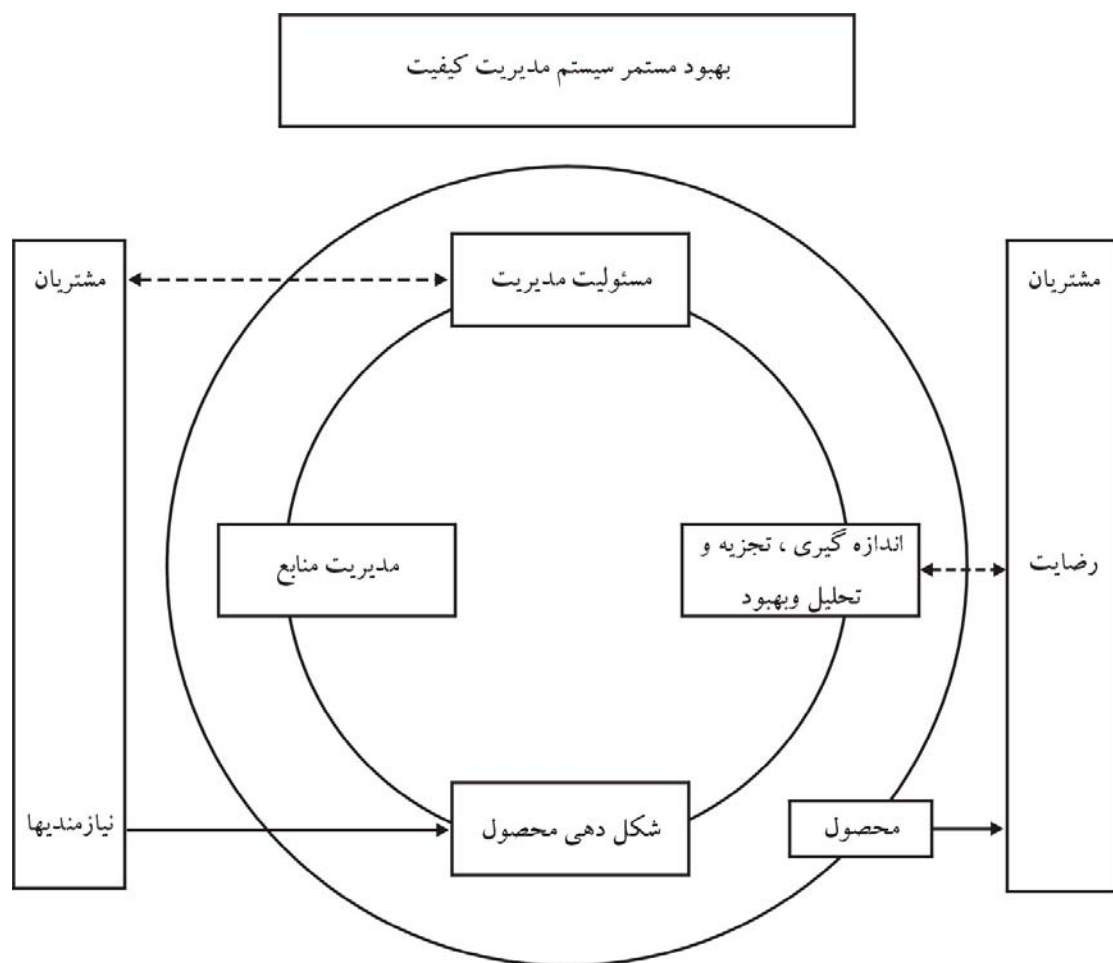 بهبود مستمر سیستم مدیریت کیفیت
مشتریان
مسئولیت مدیریت
مشتریان
اندازه گیری ، تجزیه و
تحلیل وبهبود
مدیریت منابع
رضایت
نیازمندیها
شکل دهی محصول
محصول